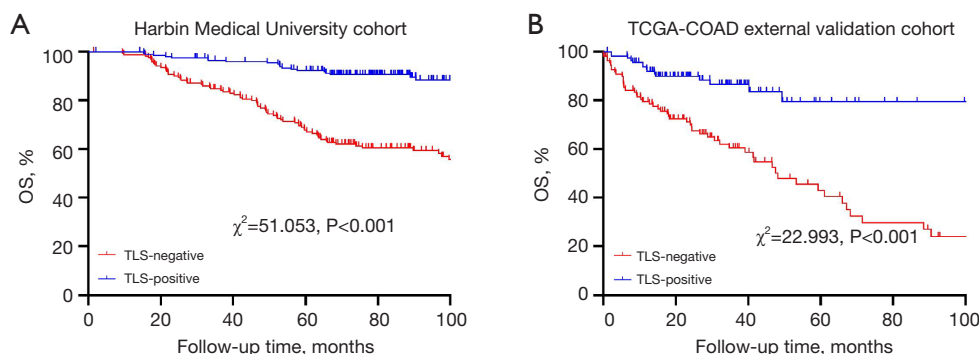 A
Harbin Medical University cohort
OS, %
100
80
60
40
20
0
χ²=51.053, P<0.001
TLS-negative
TLS-positive
0 20 40 60 80 100
Follow-up time, months
B
TCGA-COAD external validation cohort
OS, %
100
80
60
40
20
0
χ²=22.993, P<0.001
TLS-negative
TLS-positive
0 20 40 60 80 100
Follow-up time, months